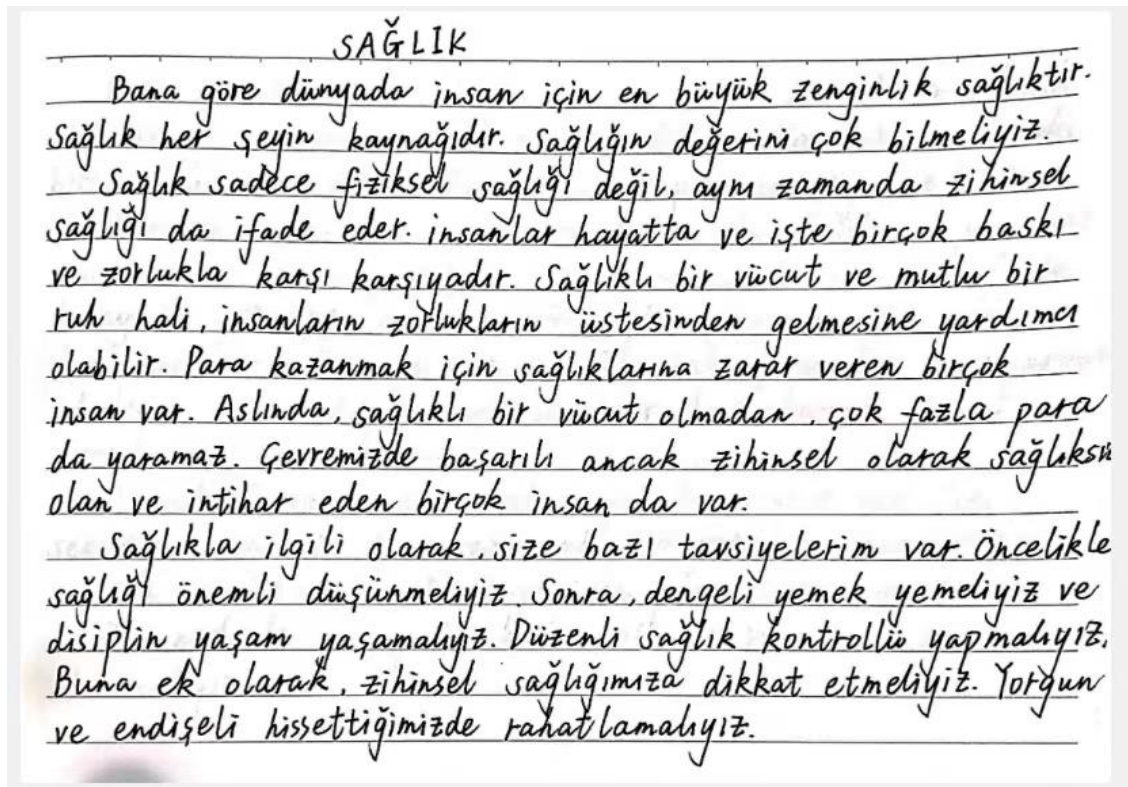 SAĞLIK
Bana göre dünyada insan için en büyük zenginlik sağlıktır.
Sağlık her şeyin kaynağıdır. Sağlığın değerini çok bilmeliyiz.
Sağlık sadece fiziksel sağlığı değil, aynı zamanda zihinsel
sağlığı da ifade eder. insanlar hayatta ve işte birçok baskı
ve zorlukla karşı karşıyadır. Sağlıklı bir vücut ve mutlu bir
ruh hali, insanların zorlukların üstesinden gelmesine yardımcı
olabilir. Para kazanmak için sağlıklarına zarar veren birçok
insan var. Aslında, sağlıklı bir vücut olmadan, çok fazla para
da yaramaz. Çevremizde başarılı ancak zihinsel olarak sağlıksız
olan ve intihar eden birçok insan da var.
Sağlıkla ilgili olarak, size bazı tavsiyelerim var. Öncelikle
sağlığı önemli düşünmeliyiz. Sonra, dengeli yemek yemeliyiz ve
disiplin yaşam yaşamalıyız. Düzenli sağlık kontrollü yapmalıyız.
Buna ek olarak, zihinsel sağlığımıza dikkat etmeliyiz. Yorgun
ve endişeli hissettiğimizde rahatlamalıyız.